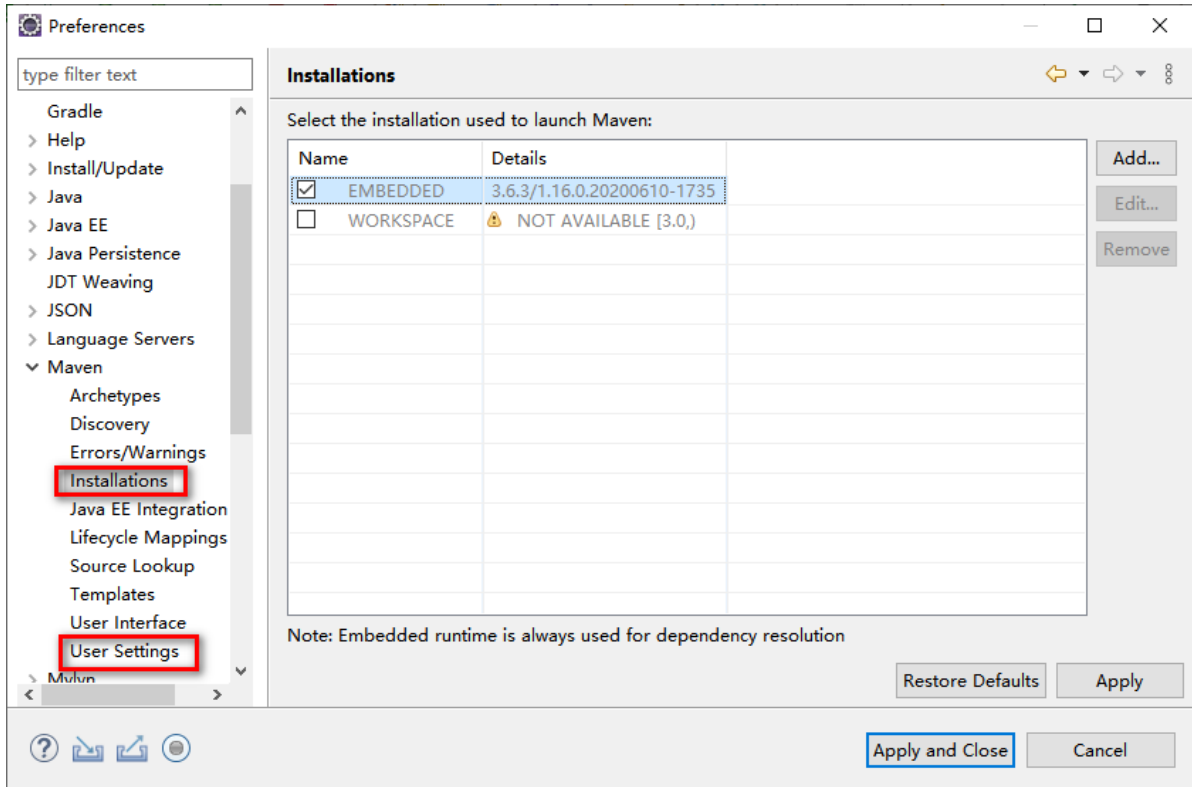 Preferences
type filter text
Gradle
Help
Install/Update
Java
Java EE
Java Persistence
JDT Weaving
JSON
Language Servers
Maven
Archetypes
Discovery
Errors/Warnings
Installations
Java EE Integration
Lifecycle Mappings
Source Lookup
Templates
User Interface
User Settings
Mylyn
Installations
Select the installation used to launch Maven:
Name Details
EMBEDDED 3.6.3/1.16.0.20200610-1735
WORKSPACE NOT AVAILABLE [3.0,)
Add...
Edit...
Remove
Note: Embedded runtime is always used for dependency resolution
Restore Defaults Apply
Apply and Close Cancel